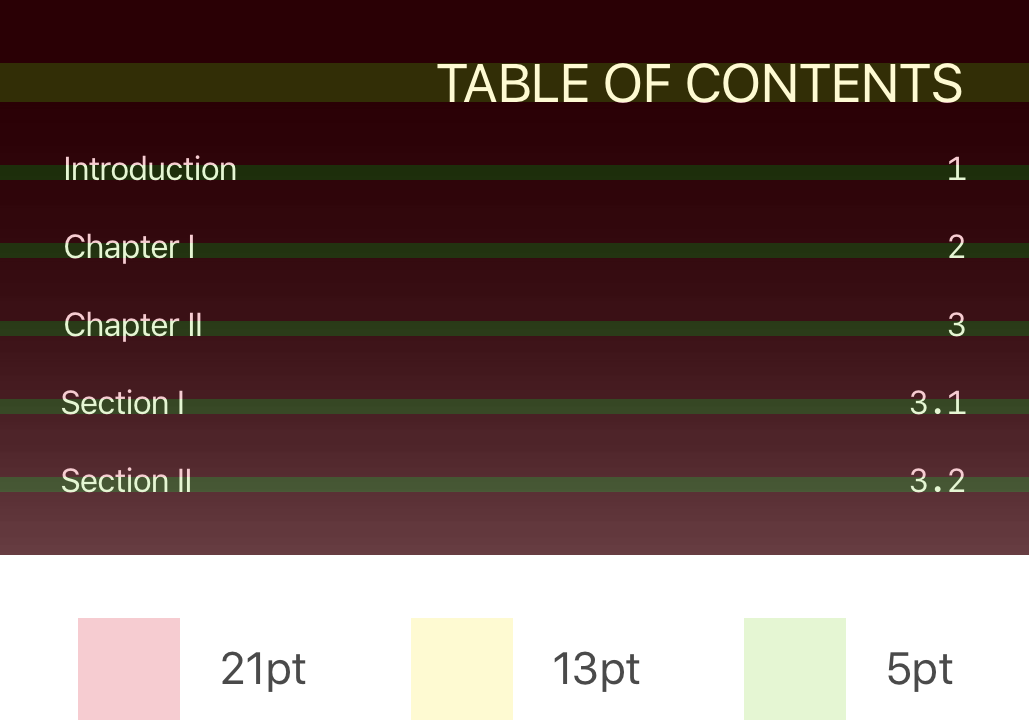 TABLE OF CONTENTS
Introduction 1
Chapter I 2
Chapter II 3
Section I 3.1
Section II 3.2
21pt 13pt 5pt